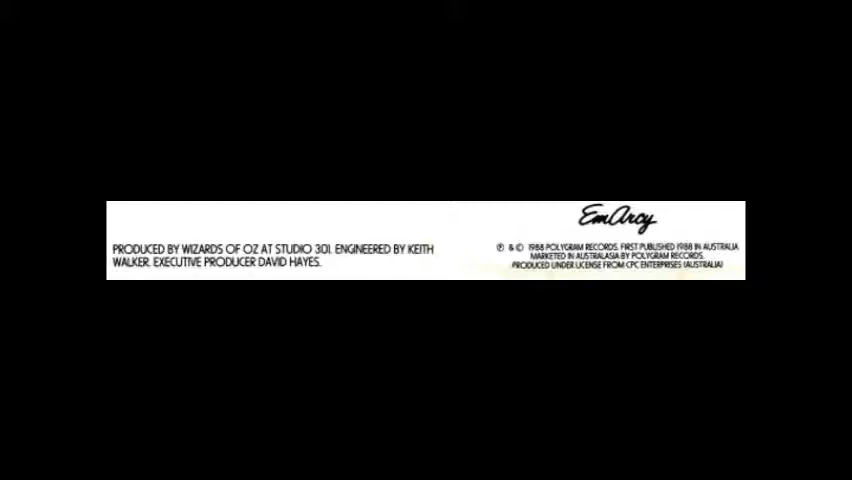 PRODUCED BY WIZARDS OF OZ AT STUDIO 301. ENGINEERED BY KEITH
WALKER. EXECUTIVE PRODUCER DAVID HAYES.
EmArcy
Ⓟ & © 1988 POLYGRAM RECORDS. FIRST PUBLISHED 1988 IN AUSTRALIA
MARKETED IN AUSTRALASIA BY POLYGRAM RECORDS.
PRODUCED UNDER LICENSE FROM CPC ENTERPRISES (AUSTRALIA)